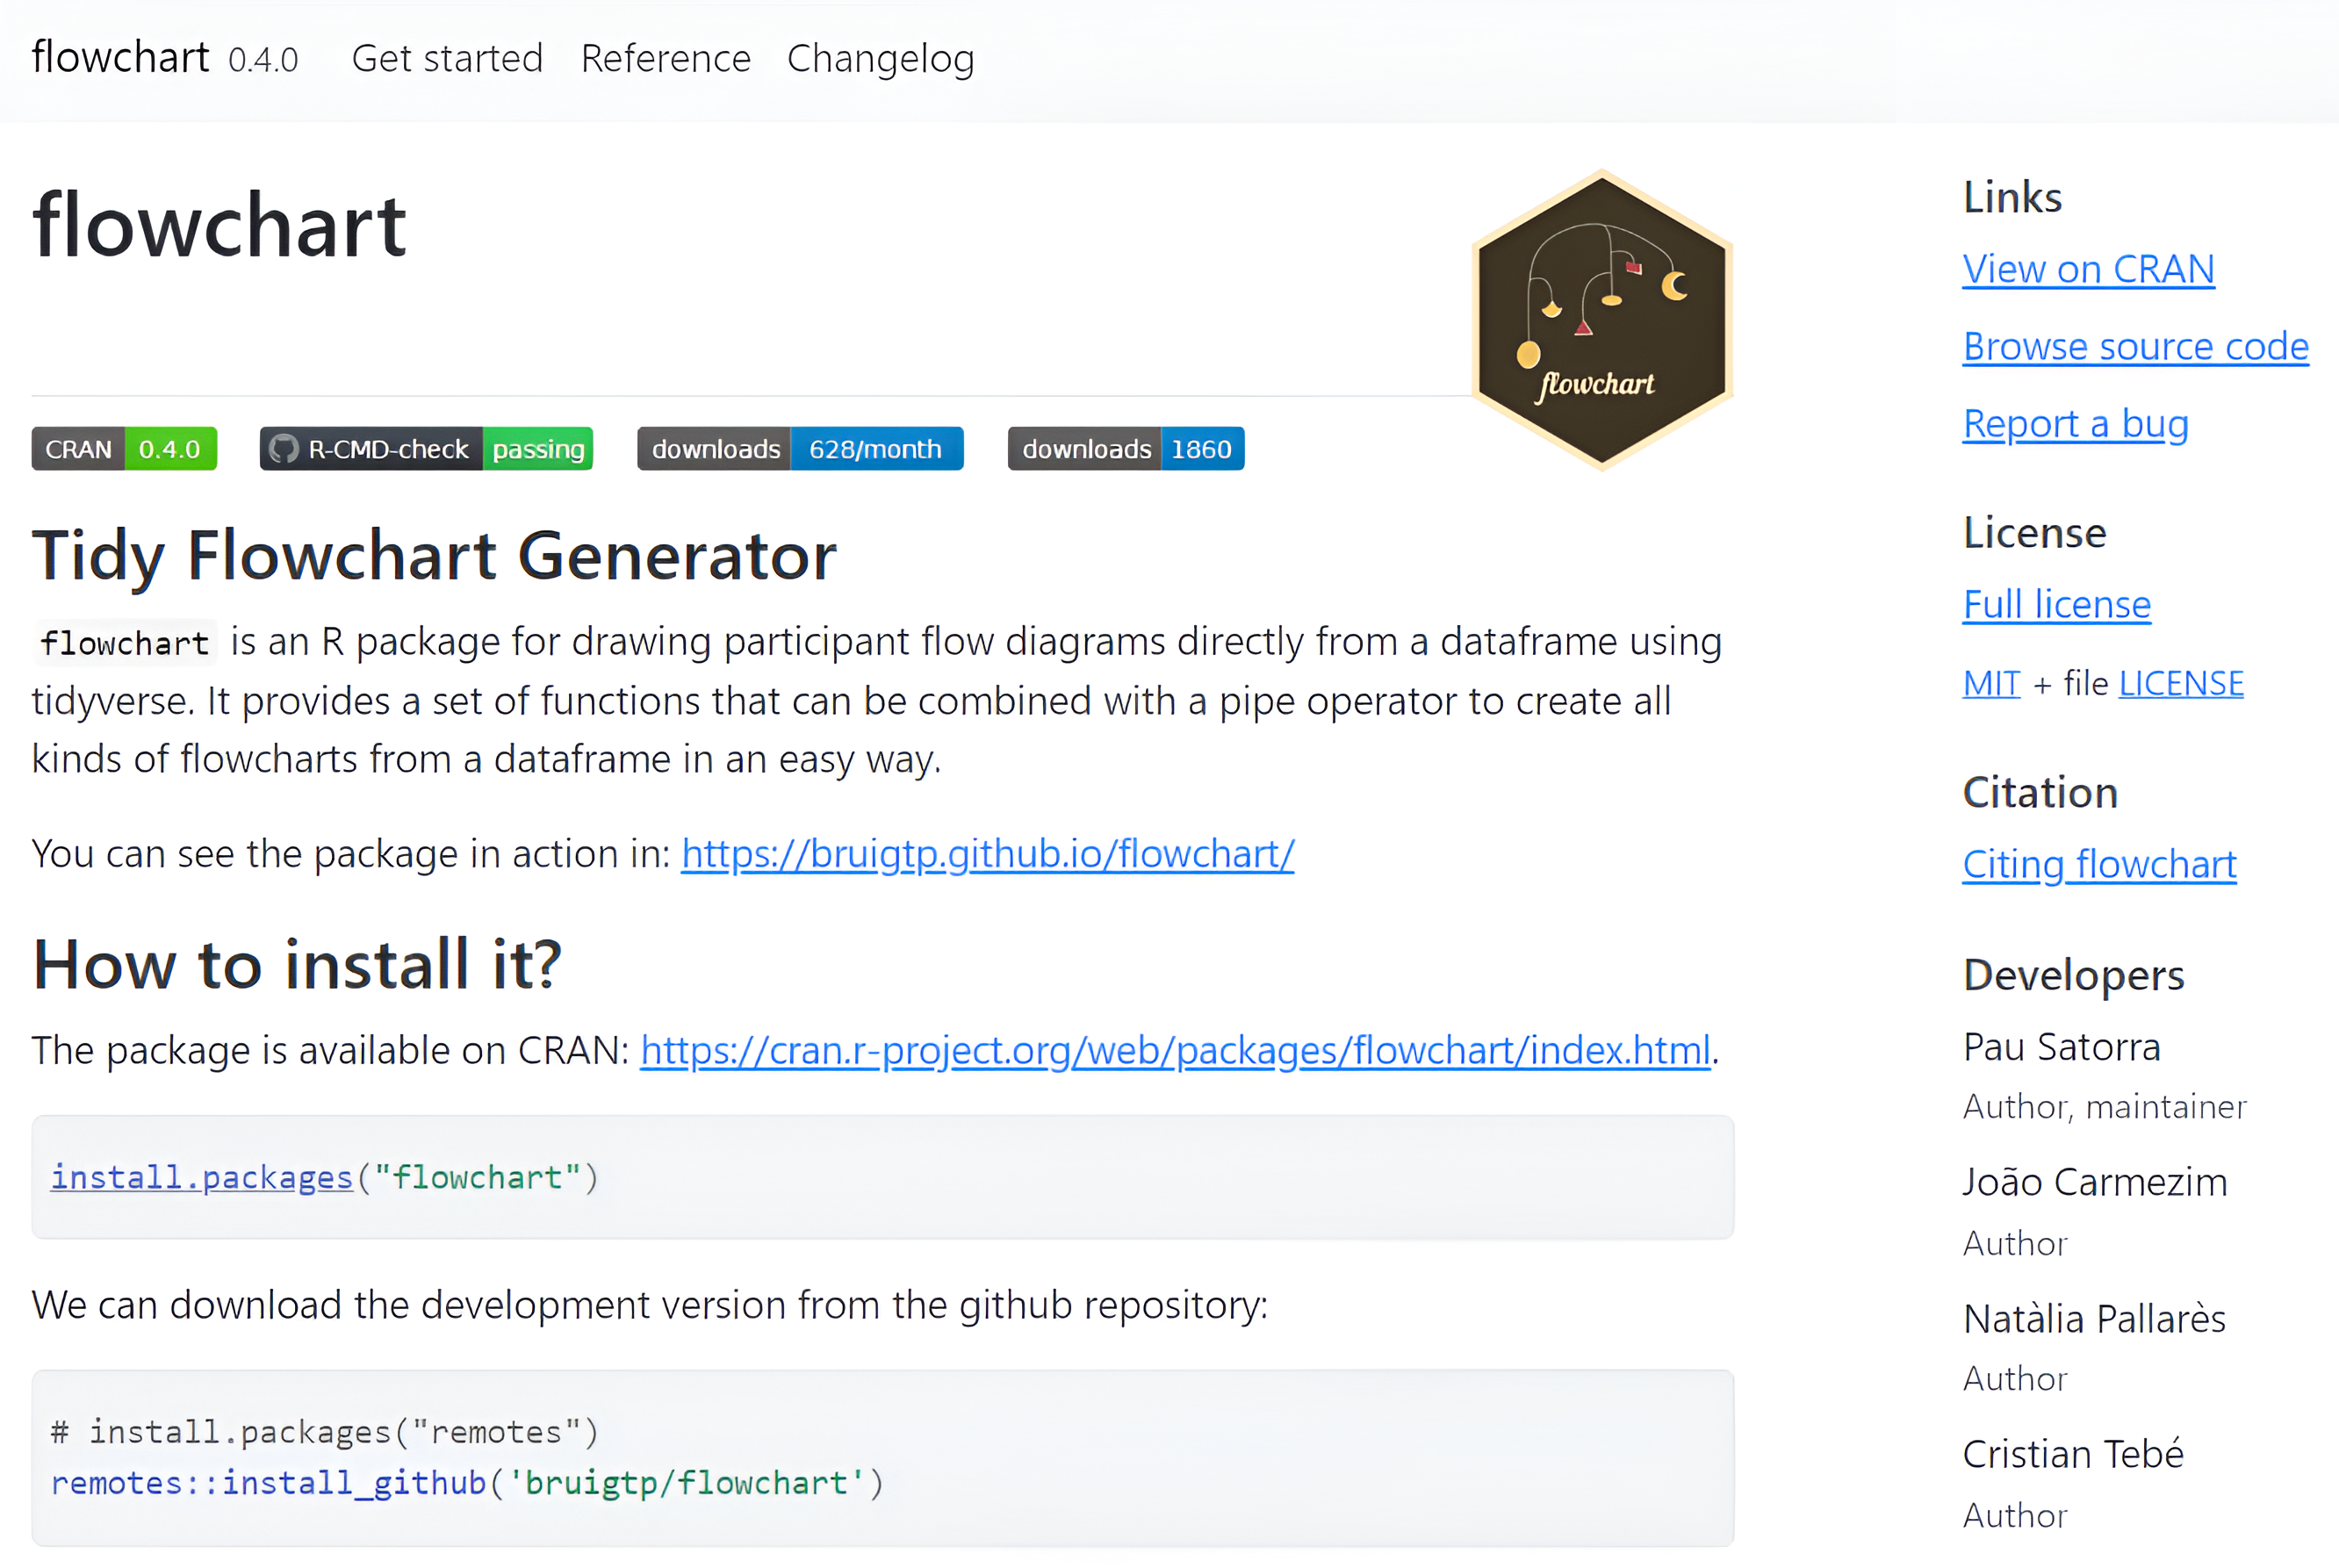 flowchart 0.4.0 Get started Reference Changelog
flowchart
flowchart
CRAN 0.4.0 R-CMD-check passing downloads 628/month downloads 1860
Tidy Flowchart Generator
flowchart is an R package for drawing participant flow diagrams directly from a dataframe using
tidyverse. It provides a set of functions that can be combined with a pipe operator to create all
kinds of flowcharts from a dataframe in an easy way.
You can see the package in action in: https://bruigtp.github.io/flowchart/
How to install it?
The package is available on CRAN: https://cran.r-project.org/web/packages/flowchart/index.html.
install.packages("flowchart")
We can download the development version from the github repository:
# install.packages("remotes")
remotes::install_github('bruigtp/flowchart')
Links
View on CRAN
Browse source code
Report a bug
License
Full license
MIT + file LICENSE
Citation
Citing flowchart
Developers
Pau Satorra
Author, maintainer
João Carmezim
Author
Natàlia Pallarès
Author
Cristian Tebé
Author